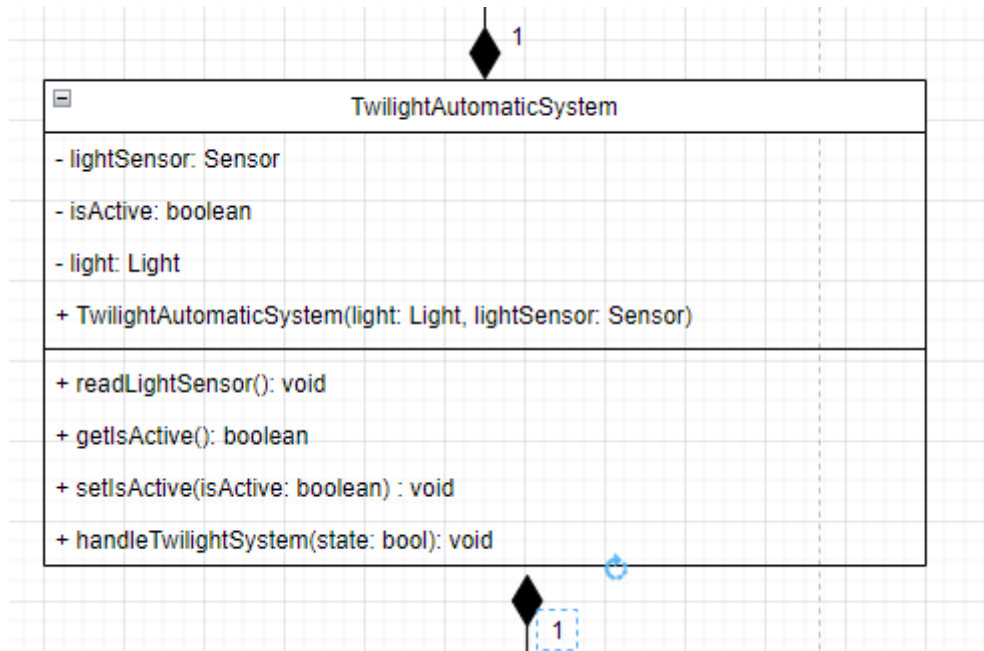 1
TwilightAutomaticSystem
- lightSensor: Sensor
- isActive: boolean
- light: Light
+ TwilightAutomaticSystem(light: Light, lightSensor: Sensor)
+ readLightSensor(): void
+ getIsActive(): boolean
+ setIsActive(isActive: boolean) : void
+ handleTwilightSystem(state: bool): void
1